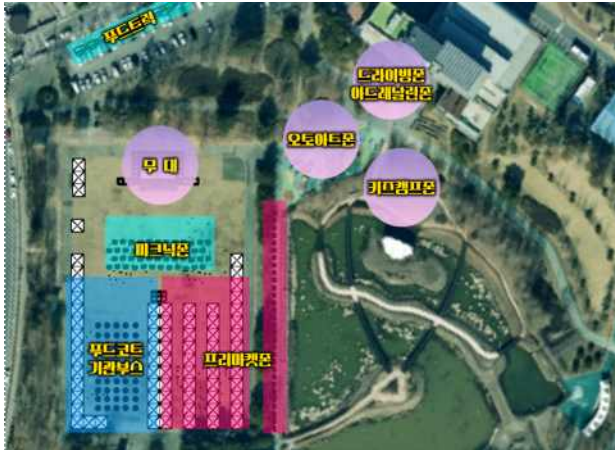 푸드트럭
드라이빙존
아드레날린존
오토아트존
무 대
키즈캠프존
피크닉존
푸드코트
기관부스
프리마켓존